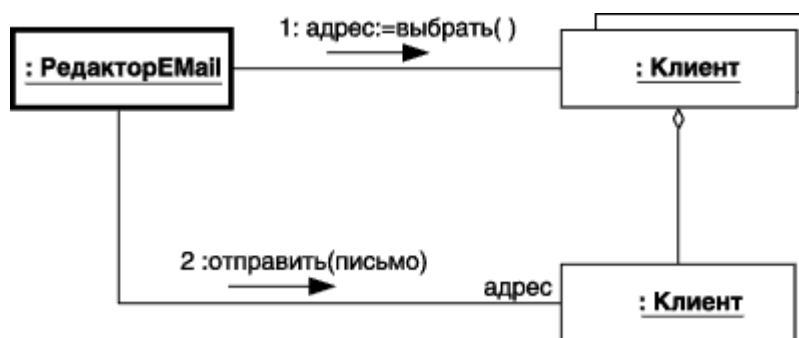 1: адрес:=выбрать( )
: РедакторEMail
: Клиент
2 :отправить(письмо)
адрес
: Клиент